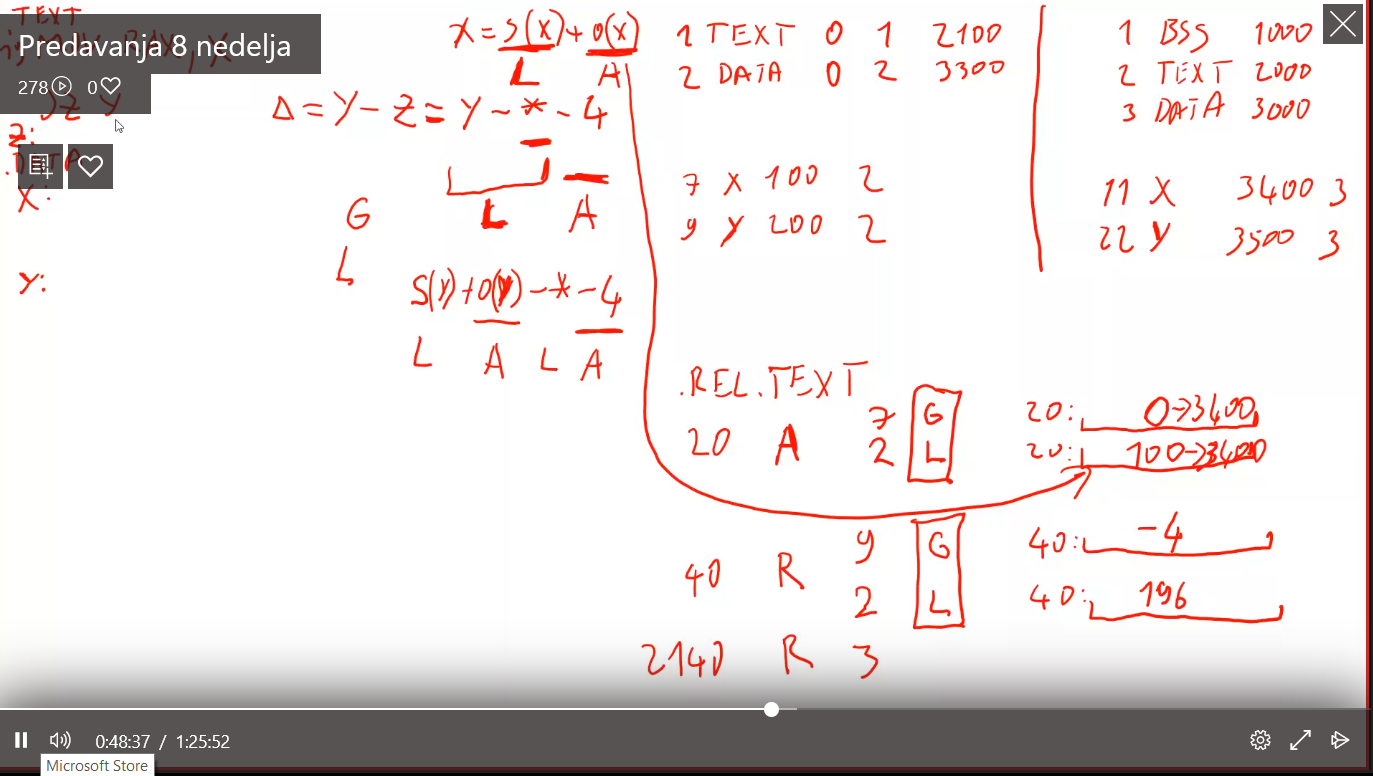 TEXT
Predavanja 8 nedelja
278 0
JZ Y
Z:
X:
Y:
X = S(X) + O(X)
L A
Δ = Y - Z = Y - * - 4
L A
G
L
S(Y) + O(Y) - * - 4
L A L A
1 TEXT 0 1 2100
2 DATA 0 2 3300
7 X 100 2
9 Y 200 2
1 BSS 1000
2 TEXT 2000
3 DATA 3000
11 X 3400 3
22 Y 3500 3
.REL.TEXT
7 G
20 A 2 L
20: 0→3400
20: 100→3400
9 G
40 R
2 L
40: -4
40: 196
2140 R 3
0:48:37 / 1:25:52
Microsoft Store